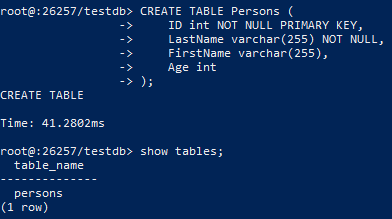 root@:26257/testdb> CREATE TABLE Persons (
                 ->     ID int NOT NULL PRIMARY KEY,
                 ->     LastName varchar(255) NOT NULL,
                 ->     FirstName varchar(255),
                 ->     Age int
                 -> );
CREATE TABLE

Time: 41.2802ms

root@:26257/testdb> show tables;
  table_name
--------------
  persons
(1 row)